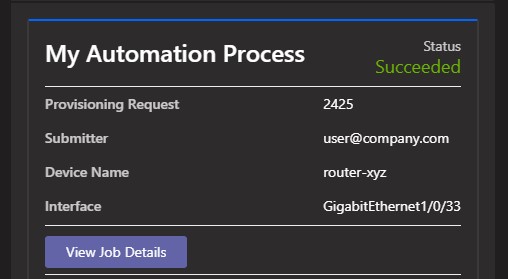 My Automation Process
Status
Succeeded
Provisioning Request 2425
Submitter user@company.com
Device Name router-xyz
Interface GigabitEthernet1/0/33
View Job Details